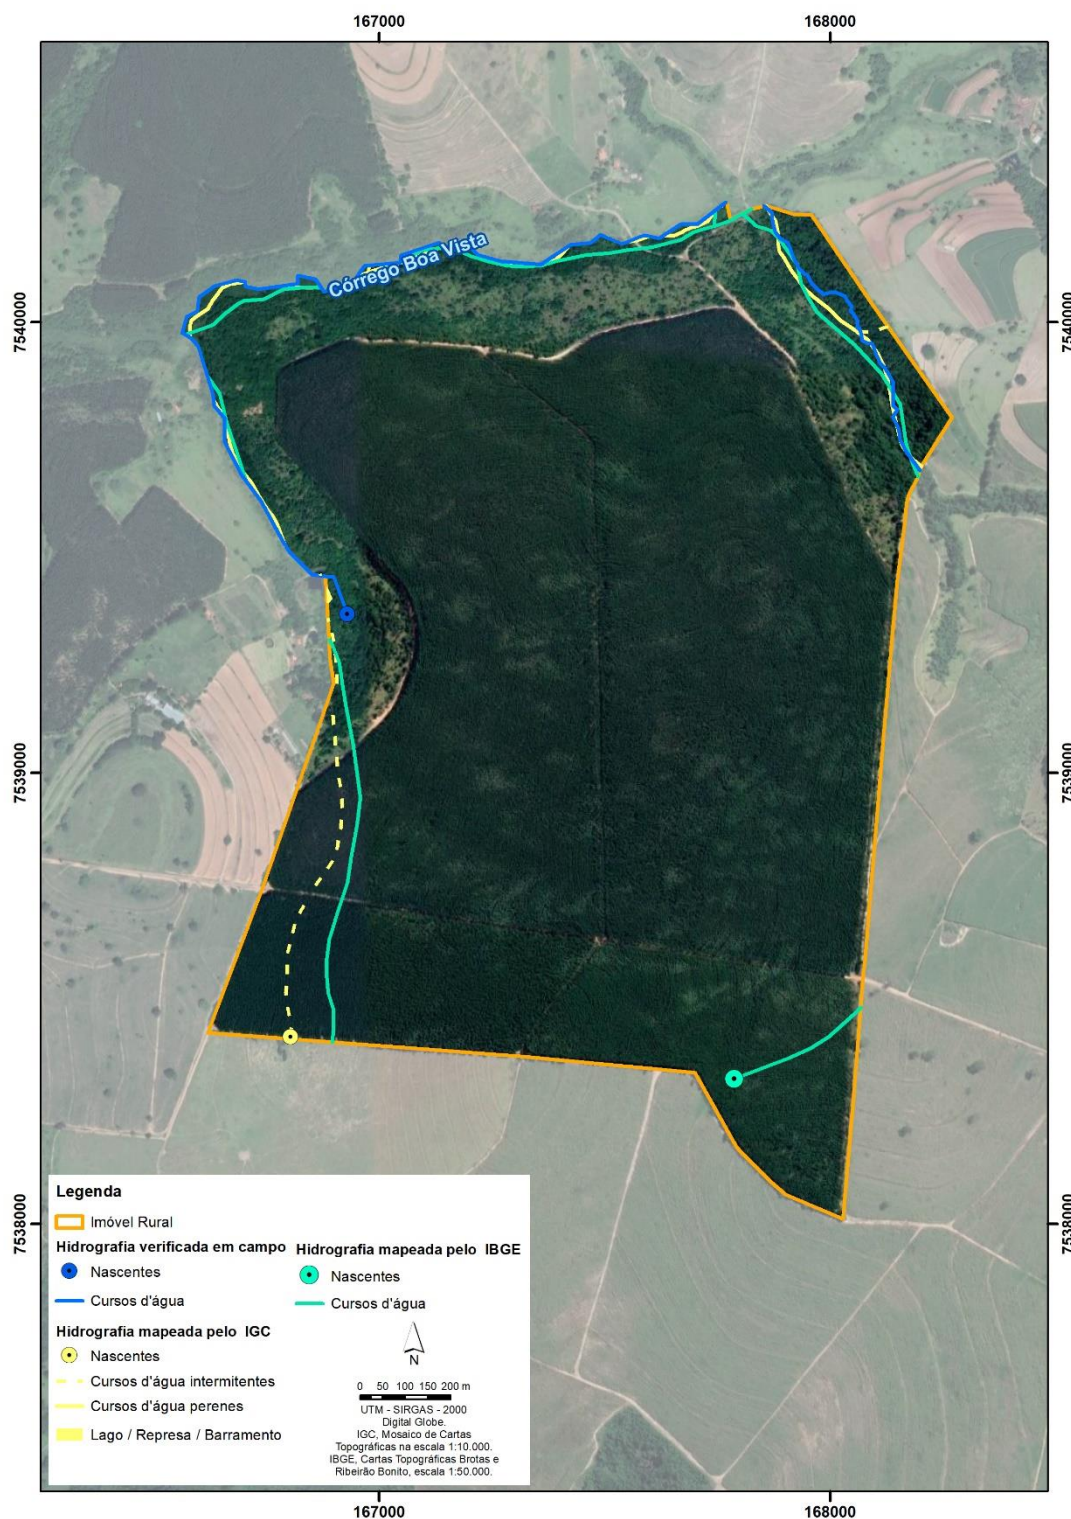 167000
168000
Córrego Boa Vista
7540000
7540000
7539000
7539000
7538000
7538000
Legenda
Imóvel Rural
Hidrografia verificada em campo
Nascentes
Cursos d'água
Hidrografia mapeada pelo IBGE
Nascentes
Cursos d'água
Hidrografia mapeada pelo IGC
Nascentes
Cursos d'água intermitentes
Cursos d'água perenes
Lago / Represa / Barramento
N
0 50 100 150 200 m
UTM - SIRGAS - 2000
Digital Globe.
IGC, Mosaico de Cartas
Topográficas na escala 1:10.000.
IBGE, Cartas Topográficas Brotas e
Ribeirão Bonito, escala 1:50.000.
167000
168000